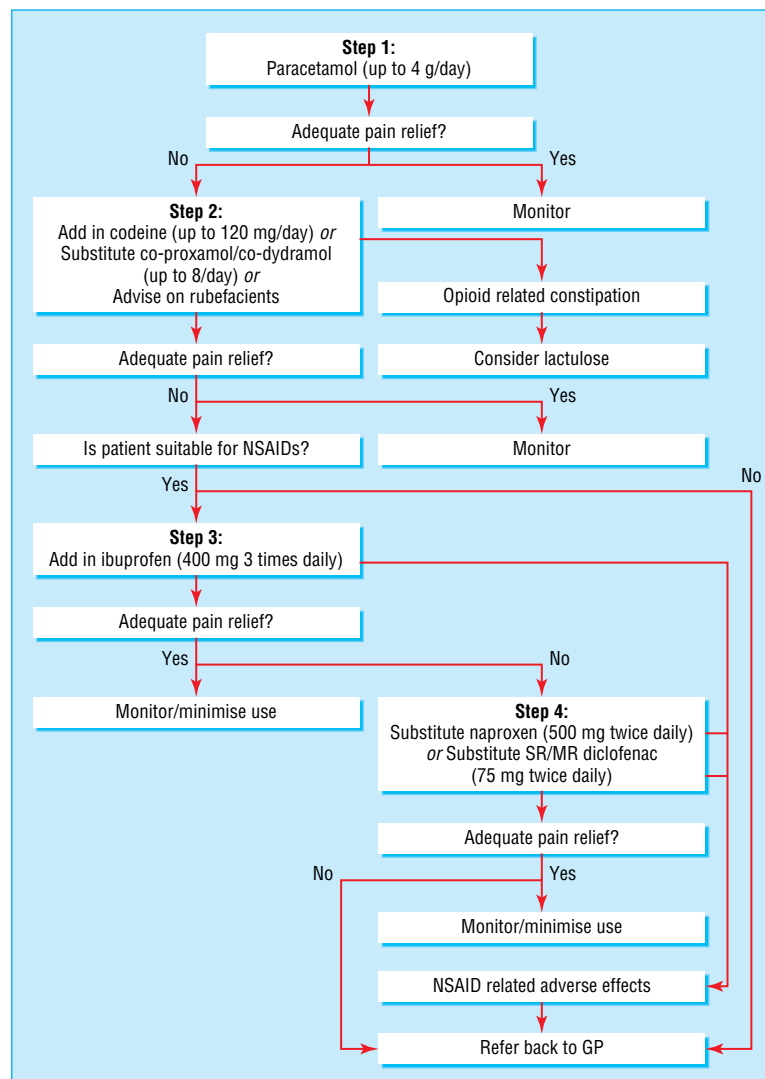 Step 1:
Paracetamol (up to 4 g/day)
Adequate pain relief?
No
Yes
Step 2:
Add in codeine (up to 120 mg/day) or
Substitute co-proxamol/co-dydramol
(up to 8/day) or
Advise on rubefacients
Monitor
Opioid related constipation
Adequate pain relief?
Consider lactulose
No
Yes
Is patient suitable for NSAIDs?
Monitor
Yes
No
Step 3:
Add in ibuprofen (400 mg 3 times daily)
Adequate pain relief?
Yes
No
Monitor/minimise use
Step 4:
Substitute naproxen (500 mg twice daily)
or Substitute SR/MR diclofenac
(75 mg twice daily)
Adequate pain relief?
No
Yes
Monitor/minimise use
NSAID related adverse effects
Refer back to GP